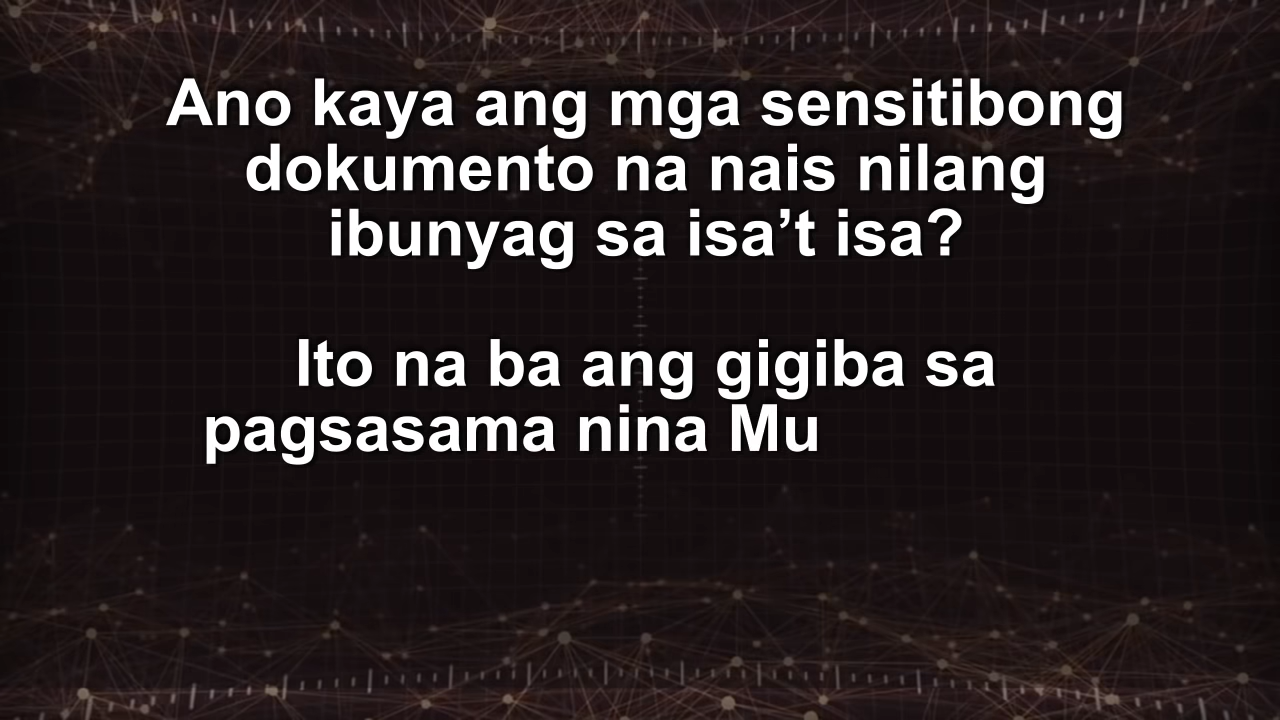 Ano kaya ang mga sensitibong
dokumento na nais nilang
ibunyag sa isa’t isa?
Ito na ba ang gigiba sa
pagsasama nina Mu